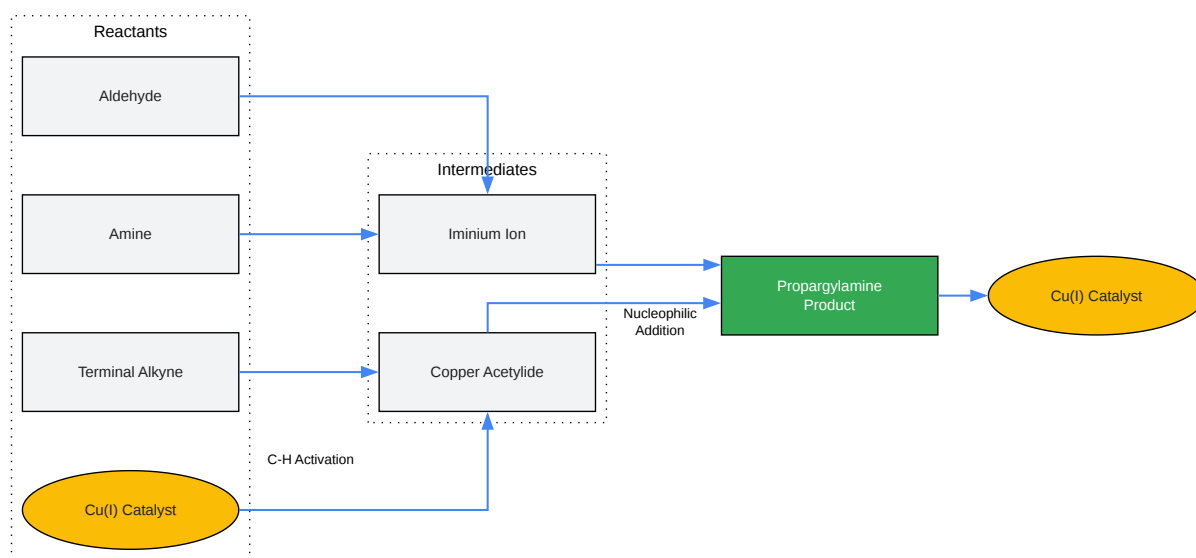 Reactants
Aldehyde
Intermediates
Amine
Iminium Ion
Propargylamine
Product
Cu(I) Catalyst
Nucleophilic
Addition
Terminal Alkyne
Copper Acetylide
C-H Activation
Cu(I) Catalyst